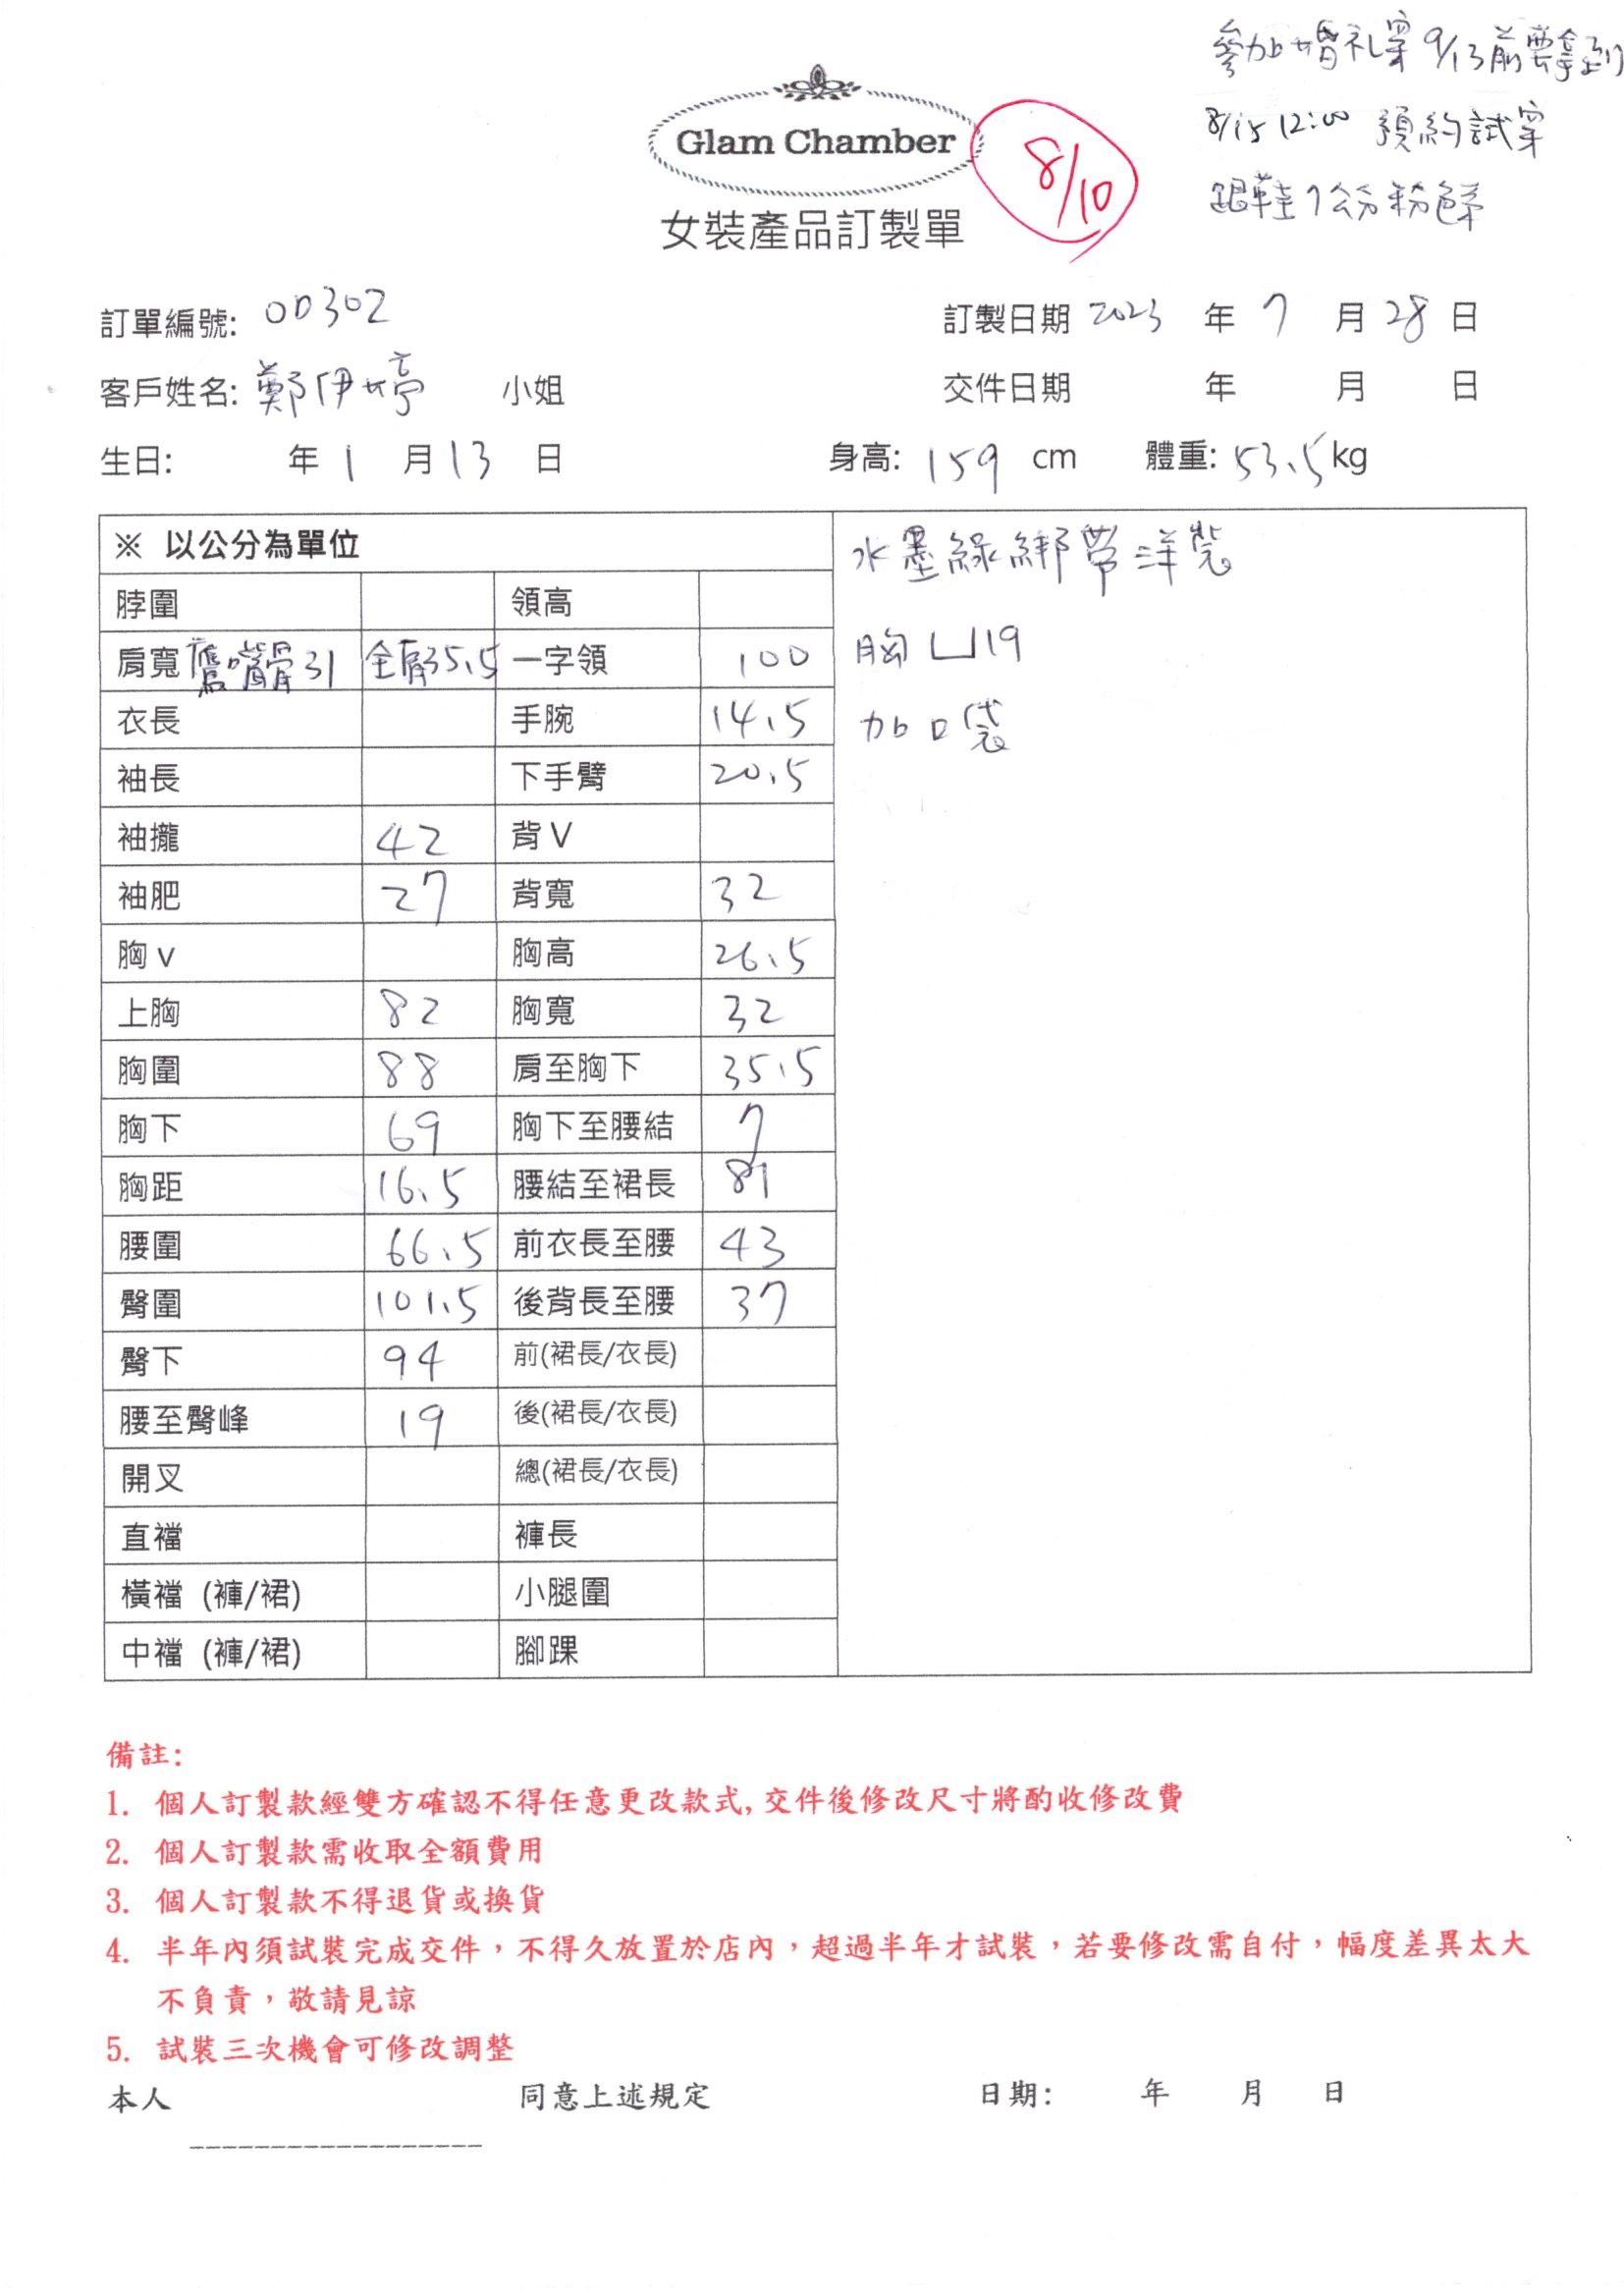 參加婚礼穿 9/13前要拿到
8/15 12:00 預約試穿
跟鞋7公分粉色系
Glam Chamber
8/10
女裝產品訂製單
訂單編號: OD302 訂製日期 2023 年 7 月 28 日
客戶姓名: 鄭伊婷 小姐 交件日期 年 月 日
生日: 年 1 月 13 日 身高: 159 cm 體重: 53.5 kg
※ 以公分為單位
水墨綠綁帶洋裝
脖圍 領高
肩寬 鷹嘴骨31 全肩35.5 一字領 100
胸凵19
衣長 手腕 14.5
加口袋
袖長 下手臂 20.5
袖攏 42 背V
袖肥 27 背寬 32
胸v 胸高 26.5
上胸 82 胸寬 32
胸圍 88 肩至胸下 35.5
胸下 69 胸下至腰結 7
胸距 16.5 腰結至裙長 81
腰圍 66.5 前衣長至腰 43
臀圍 101.5 後背長至腰 37
臀下 94 前(裙長/衣長)
腰至臀峰 19 後(裙長/衣長)
開叉 總(裙長/衣長)
直襠 褲長
橫襠 (褲/裙) 小腿圍
中襠 (褲/裙) 腳踝
備註:
1. 個人訂製款經雙方確認不得任意更改款式,交件後修改尺寸將酌收修改費
2. 個人訂製款需收取全額費用
3. 個人訂製款不得退貨或換貨
4. 半年內須試裝完成交件,不得久放置於店內,超過半年才試裝,若要修改需自付,幅度差異太大
不負責,敬請見諒
5. 試裝三次機會可修改調整
本人 同意上述規定 日期: 年 月 日